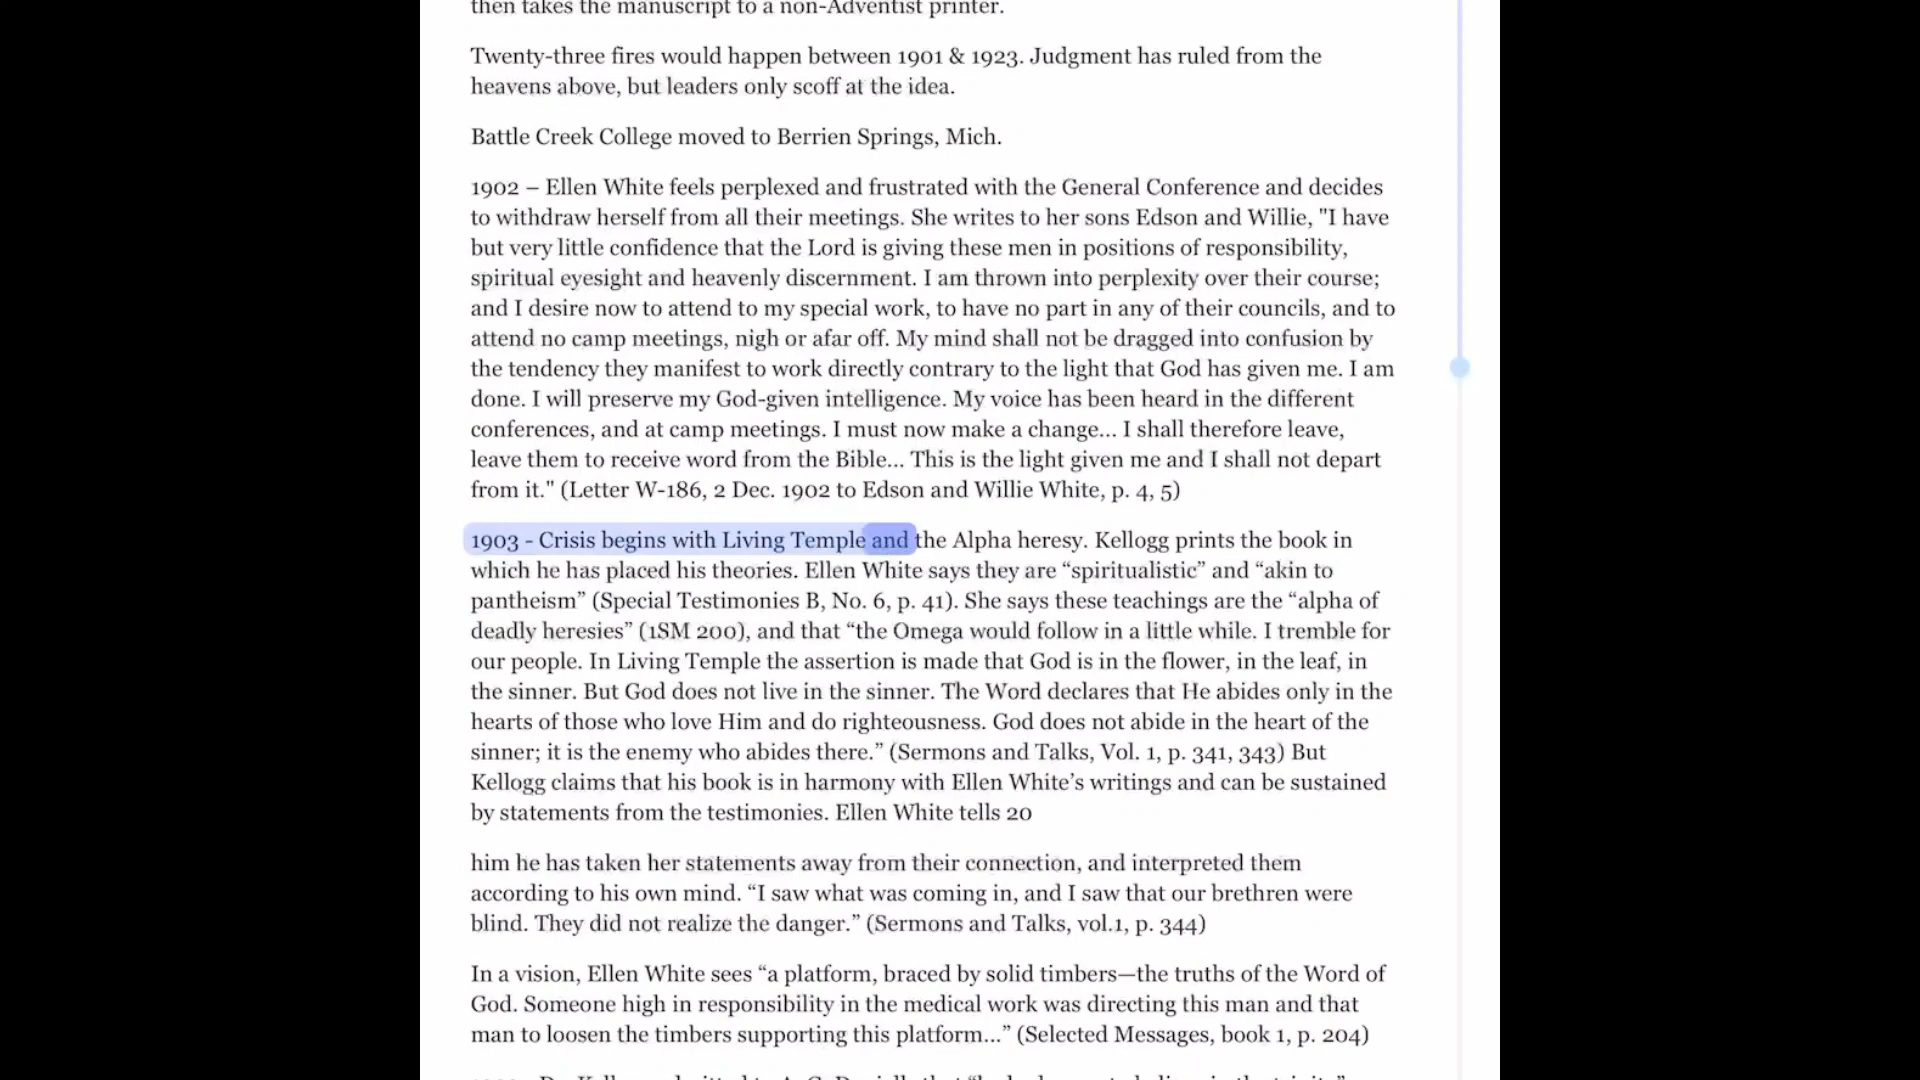 then takes the manuscript to a non-Adventist printer.
Twenty-three fires would happen between 1901 & 1923. Judgment has ruled from the
heavens above, but leaders only scoff at the idea.
Battle Creek College moved to Berrien Springs, Mich.
1902 – Ellen White feels perplexed and frustrated with the General Conference and decides
to withdraw herself from all their meetings. She writes to her sons Edson and Willie, "I have
but very little confidence that the Lord is giving these men in positions of responsibility,
spiritual eyesight and heavenly discernment. I am thrown into perplexity over their course;
and I desire now to attend to my special work, to have no part in any of their councils, and to
attend no camp meetings, nigh or afar off. My mind shall not be dragged into confusion by
the tendency they manifest to work directly contrary to the light that God has given me. I am
done. I will preserve my God-given intelligence. My voice has been heard in the different
conferences, and at camp meetings. I must now make a change... I shall therefore leave,
leave them to receive word from the Bible... This is the light given me and I shall not depart
from it." (Letter W-186, 2 Dec. 1902 to Edson and Willie White, p. 4, 5)
1903 - Crisis begins with Living Temple and the Alpha heresy. Kellogg prints the book in
which he has placed his theories. Ellen White says they are “spiritualistic” and “akin to
pantheism” (Special Testimonies B, No. 6, p. 41). She says these teachings are the “alpha of
deadly heresies” (1SM 200), and that “the Omega would follow in a little while. I tremble for
our people. In Living Temple the assertion is made that God is in the flower, in the leaf, in
the sinner. But God does not live in the sinner. The Word declares that He abides only in the
hearts of those who love Him and do righteousness. God does not abide in the heart of the
sinner; it is the enemy who abides there.” (Sermons and Talks, Vol. 1, p. 341, 343) But
Kellogg claims that his book is in harmony with Ellen White’s writings and can be sustained
by statements from the testimonies. Ellen White tells 20
him he has taken her statements away from their connection, and interpreted them
according to his own mind. “I saw what was coming in, and I saw that our brethren were
blind. They did not realize the danger.” (Sermons and Talks, vol.1, p. 344)
In a vision, Ellen White sees “a platform, braced by solid timbers—the truths of the Word of
God. Someone high in responsibility in the medical work was directing this man and that
man to loosen the timbers supporting this platform...” (Selected Messages, book 1, p. 204)